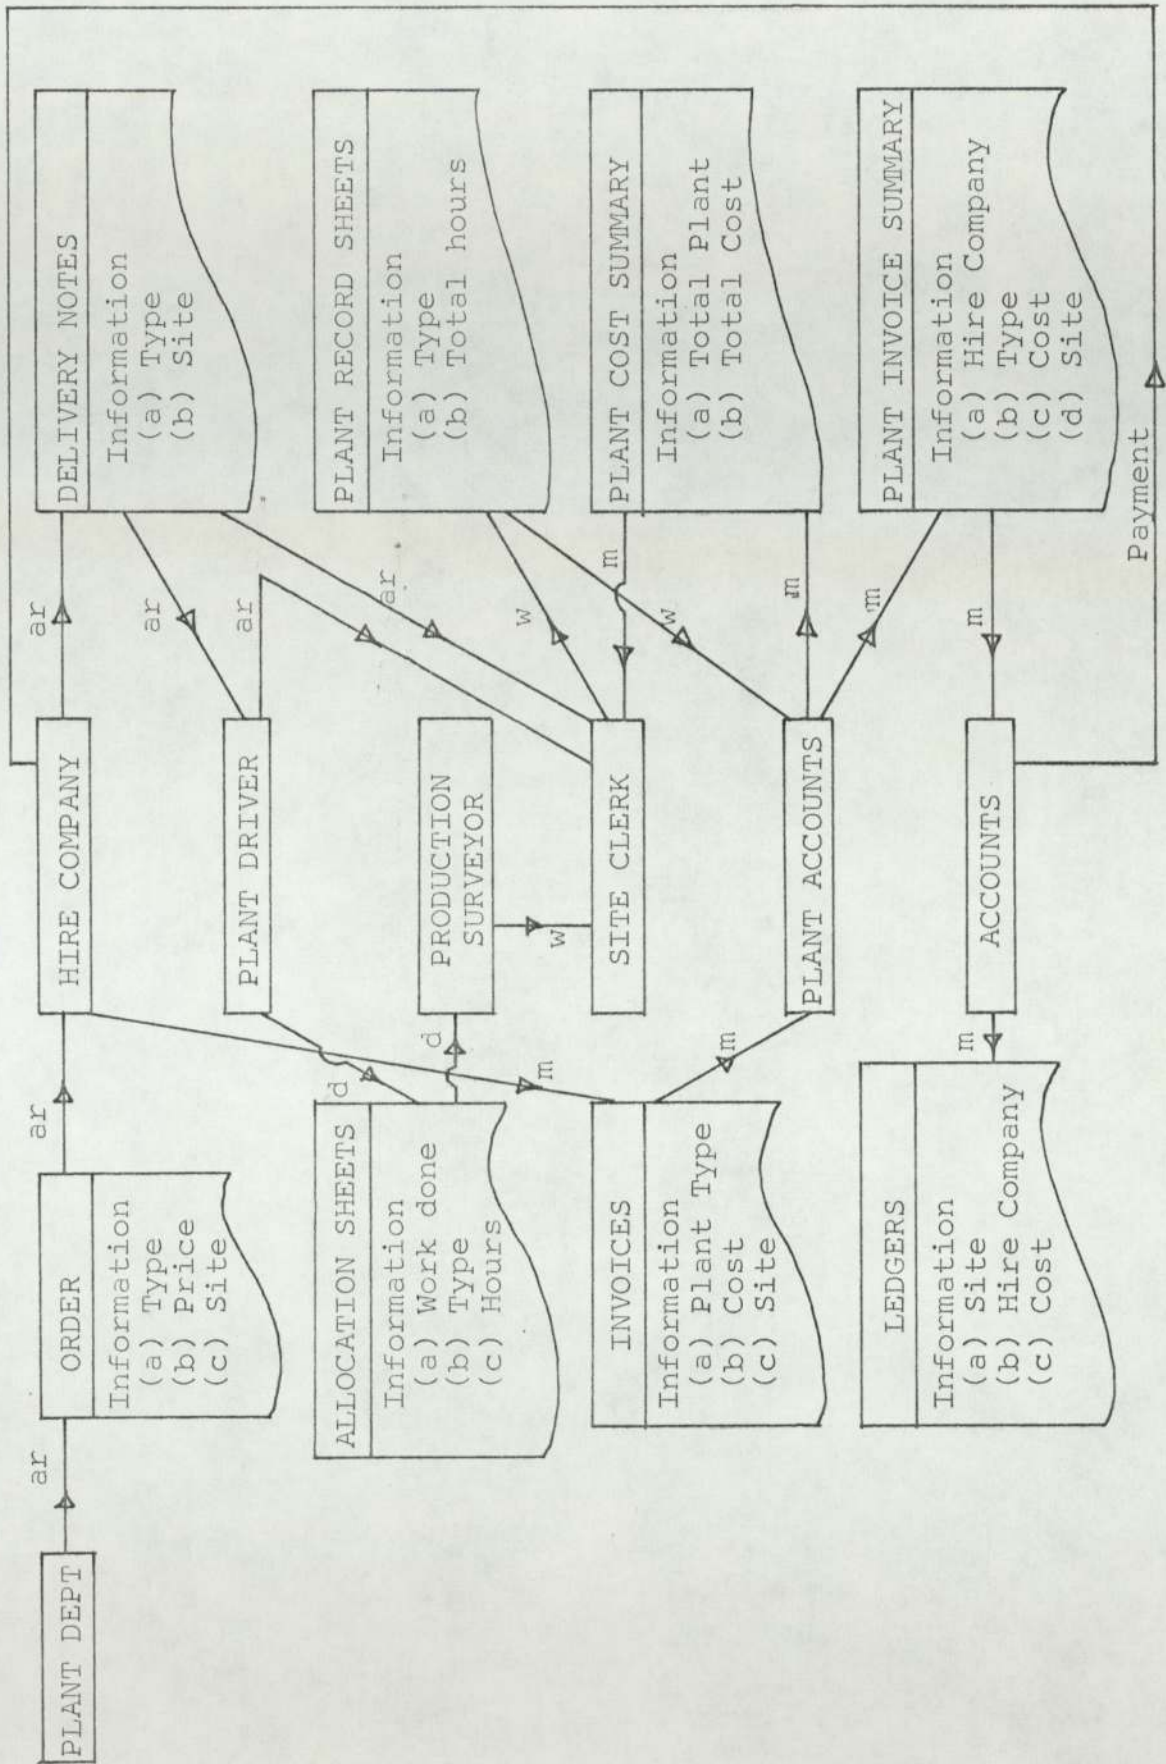 PLANT DEPT
ar
ORDER
Information
(a) Type
(b) Price
(c) Site
ar
HIRE COMPANY
ar
DELIVERY NOTES
Information
(a) Type
(b) Site
ar
PLANT DRIVER
ar
ar
ALLOCATION SHEETS
Information
(a) Work done
(b) Type
(c) Hours
d
d
PRODUCTION
SURVEYOR
w
PLANT RECORD SHEETS
Information
(a) Type
(b) Total hours
w
w
m
INVOICES
Information
(a) Plant Type
(b) Cost
(c) Site
SITE CLERK
m
PLANT COST SUMMARY
Information
(a) Total Plant
(b) Total Cost
m
PLANT ACCOUNTS
m
m
LEDGERS
Information
(a) Site
(b) Hire Company
(c) Cost
m
ACCOUNTS
m
PLANT INVOICE SUMMARY
Information
(a) Hire Company
(b) Type
(c) Cost
(d) Site
Payment